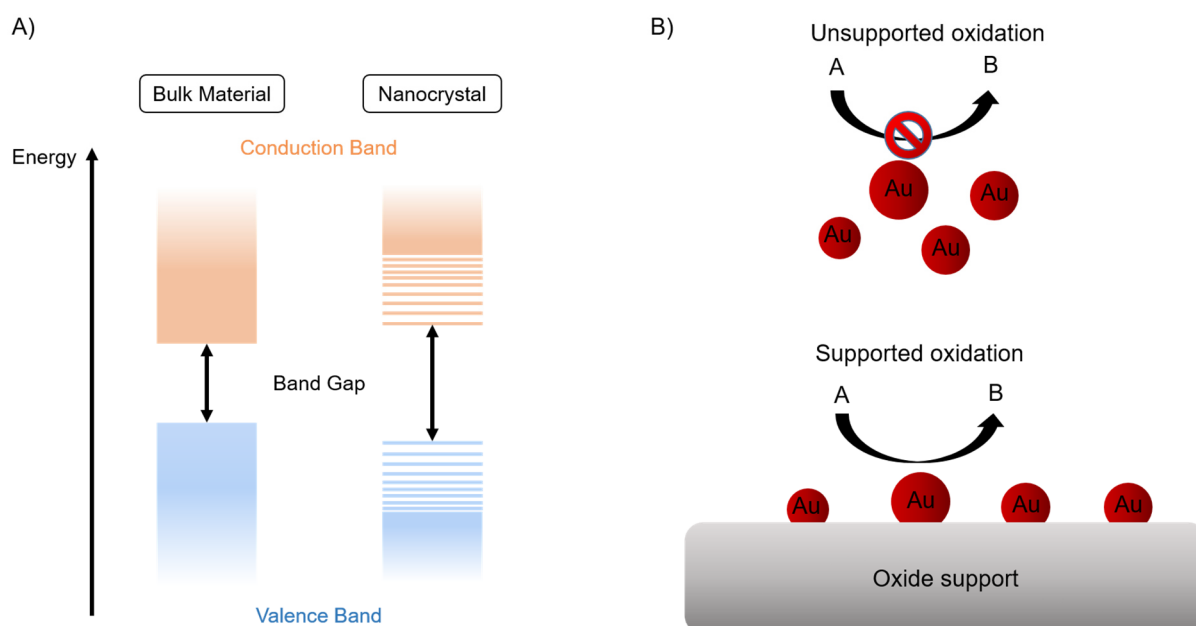 A)
Bulk Material
Nanocrystal
Conduction Band
Energy
Band Gap
Valence Band
B)
Unsupported oxidation
A
B
Au
Au
Au
Au
Supported oxidation
A
B
Au
Au
Au
Au
Oxide support